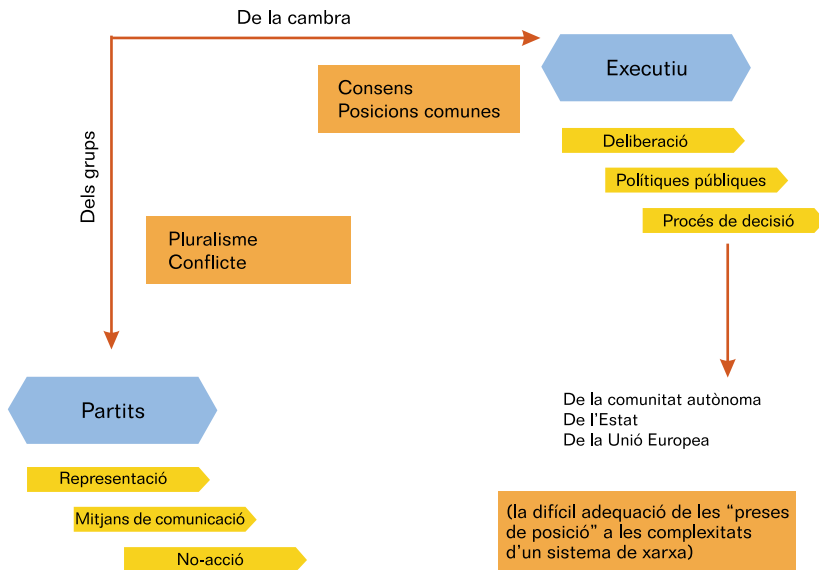 De la cambra
Executiu
Consens
Posicions comunes
Deliberació
Polítiques públiques
Procés de decisió
Dels grups
Pluralisme
Conflicte
De la comunitat autònoma
De l’Estat
De la Unió Europea
Partits
Representació
Mitjans de comunicació
No-acció
(la difícil adequació de les “preses
de posició” a les complexitats
d’un sistema de xarxa)